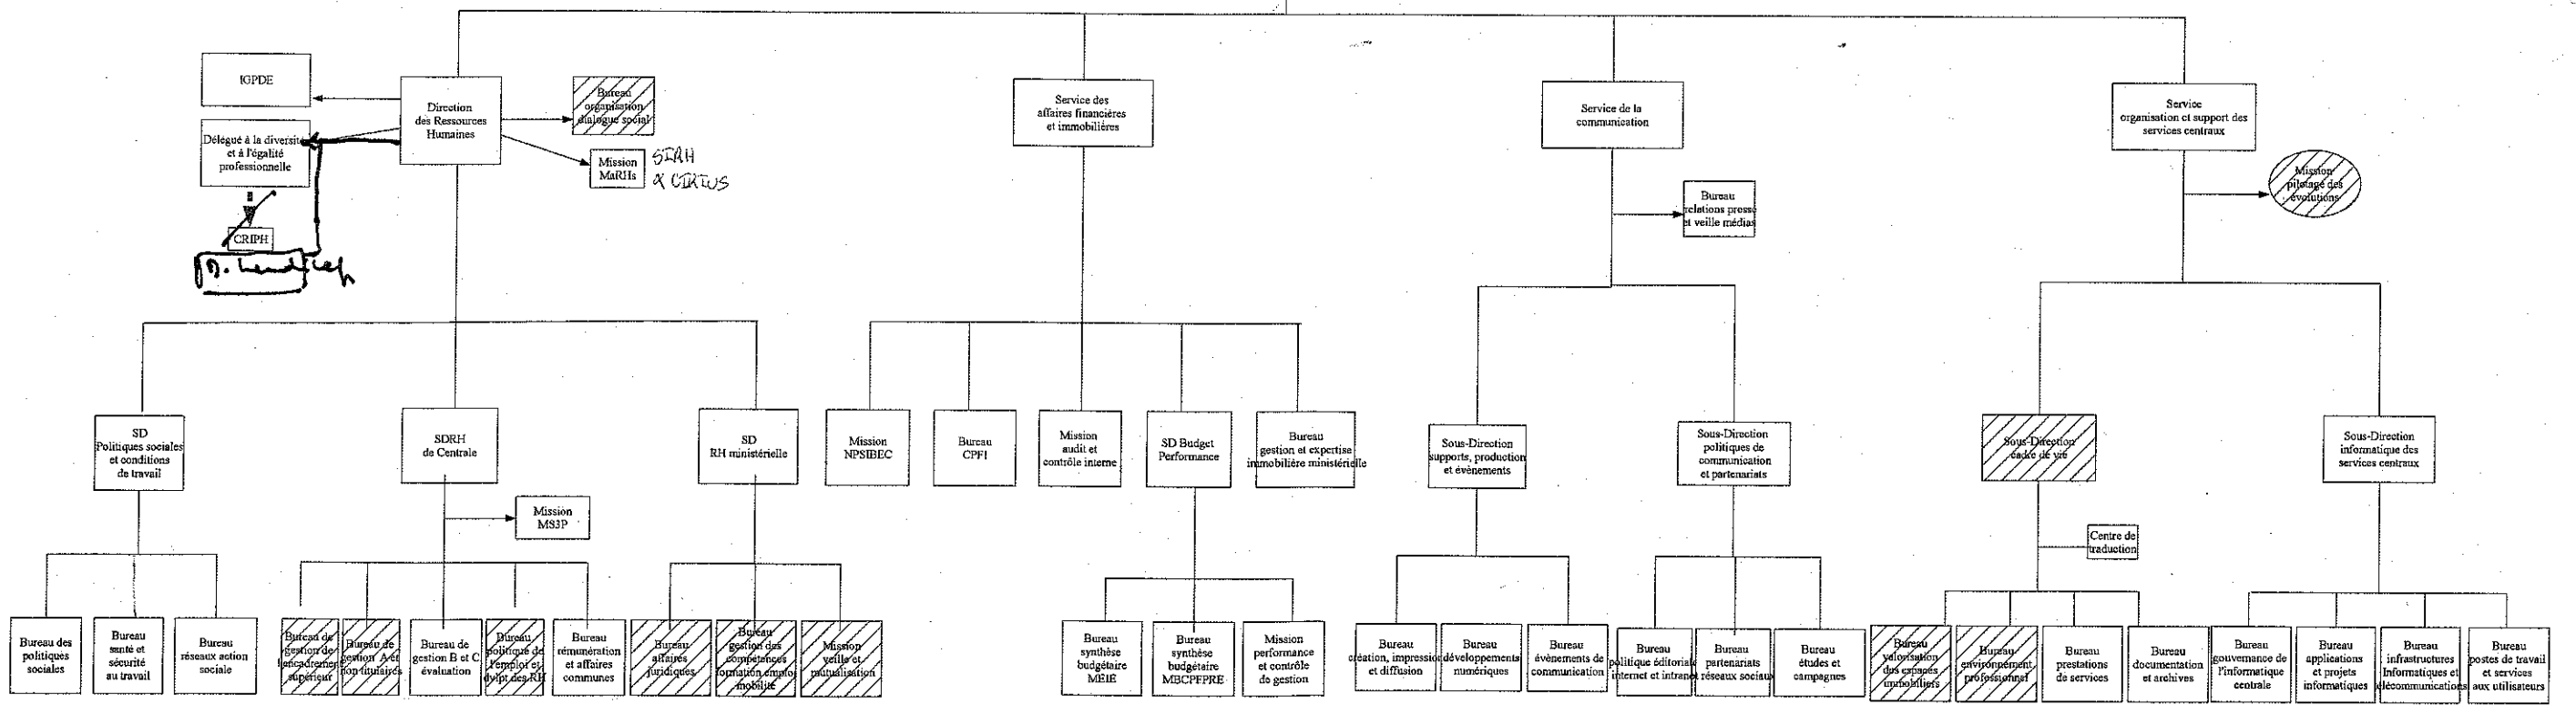 IGPDE
Direction
des Ressources
Humaines
Bureau
organisation
dialogue social
Délégué à la diversité
et à l'égalité
professionnelle
Mission
MaRHs
SIRH
CRIPH
Service des
affaires financières
et immobilières
Service de la
communication
Bureau
relations presse
et veille médias
Service
organisation et support des
services centraux
Mission
pilotage des
évolutions
SD
Politiques sociales
et conditions
de travail
SDRH
de Centrale
Mission
MS3P
SD
RH ministérielle
Mission
NPSIBEC
Bureau
CPFI
Mission
audit et
contrôle interne
SD Budget
Performance
Bureau
gestion et expertise
immobilière ministérielle
Sous-Direction
supports, production
et évènements
Sous-Direction
politiques de
communication
et partenariats
Sous-Direction
cadre de vie
Centre de
traduction
Sous-Direction
informatique des
services centraux
Bureau des
politiques
sociales
Bureau
santé et
sécurité
au travail
Bureau
réseaux action
sociale
Bureau de
gestion de
l'encadrement
supérieur
Bureau de
gestion A et
non titulaires
Bureau de
gestion B et C
évaluation
Bureau
politique de
l'emploi et
dvlpt des RH
Bureau
rémunération
et affaires
communes
Bureau
affaires
juridiques
Bureau
gestion des
compétences
formation emploi
mobilité
Mission
veille et
mutualisation
Bureau
synthèse
budgétaire
MEIE
Bureau
synthèse
budgétaire
MBCPFPRE
Mission
performance
et contrôle
de gestion
Bureau
création, impression
et diffusion
Bureau
développements
numériques
Bureau
évènements de
communication
Bureau
politique éditoriale
internet et intranet
Bureau
partenariats
réseaux sociaux
Bureau
études et
campagnes
Bureau
valorisation
des espaces
immobiliers
Bureau
environnement
professionnel
Bureau
prestations
de services
Bureau
documentation
et archives
Bureau
gouvernance de
l'informatique
centrale
Bureau
applications
et projets
informatiques
Bureau
infrastructures
Informatiques et
télécommunications
Bureau
postes de travail
et services
aux utilisateurs